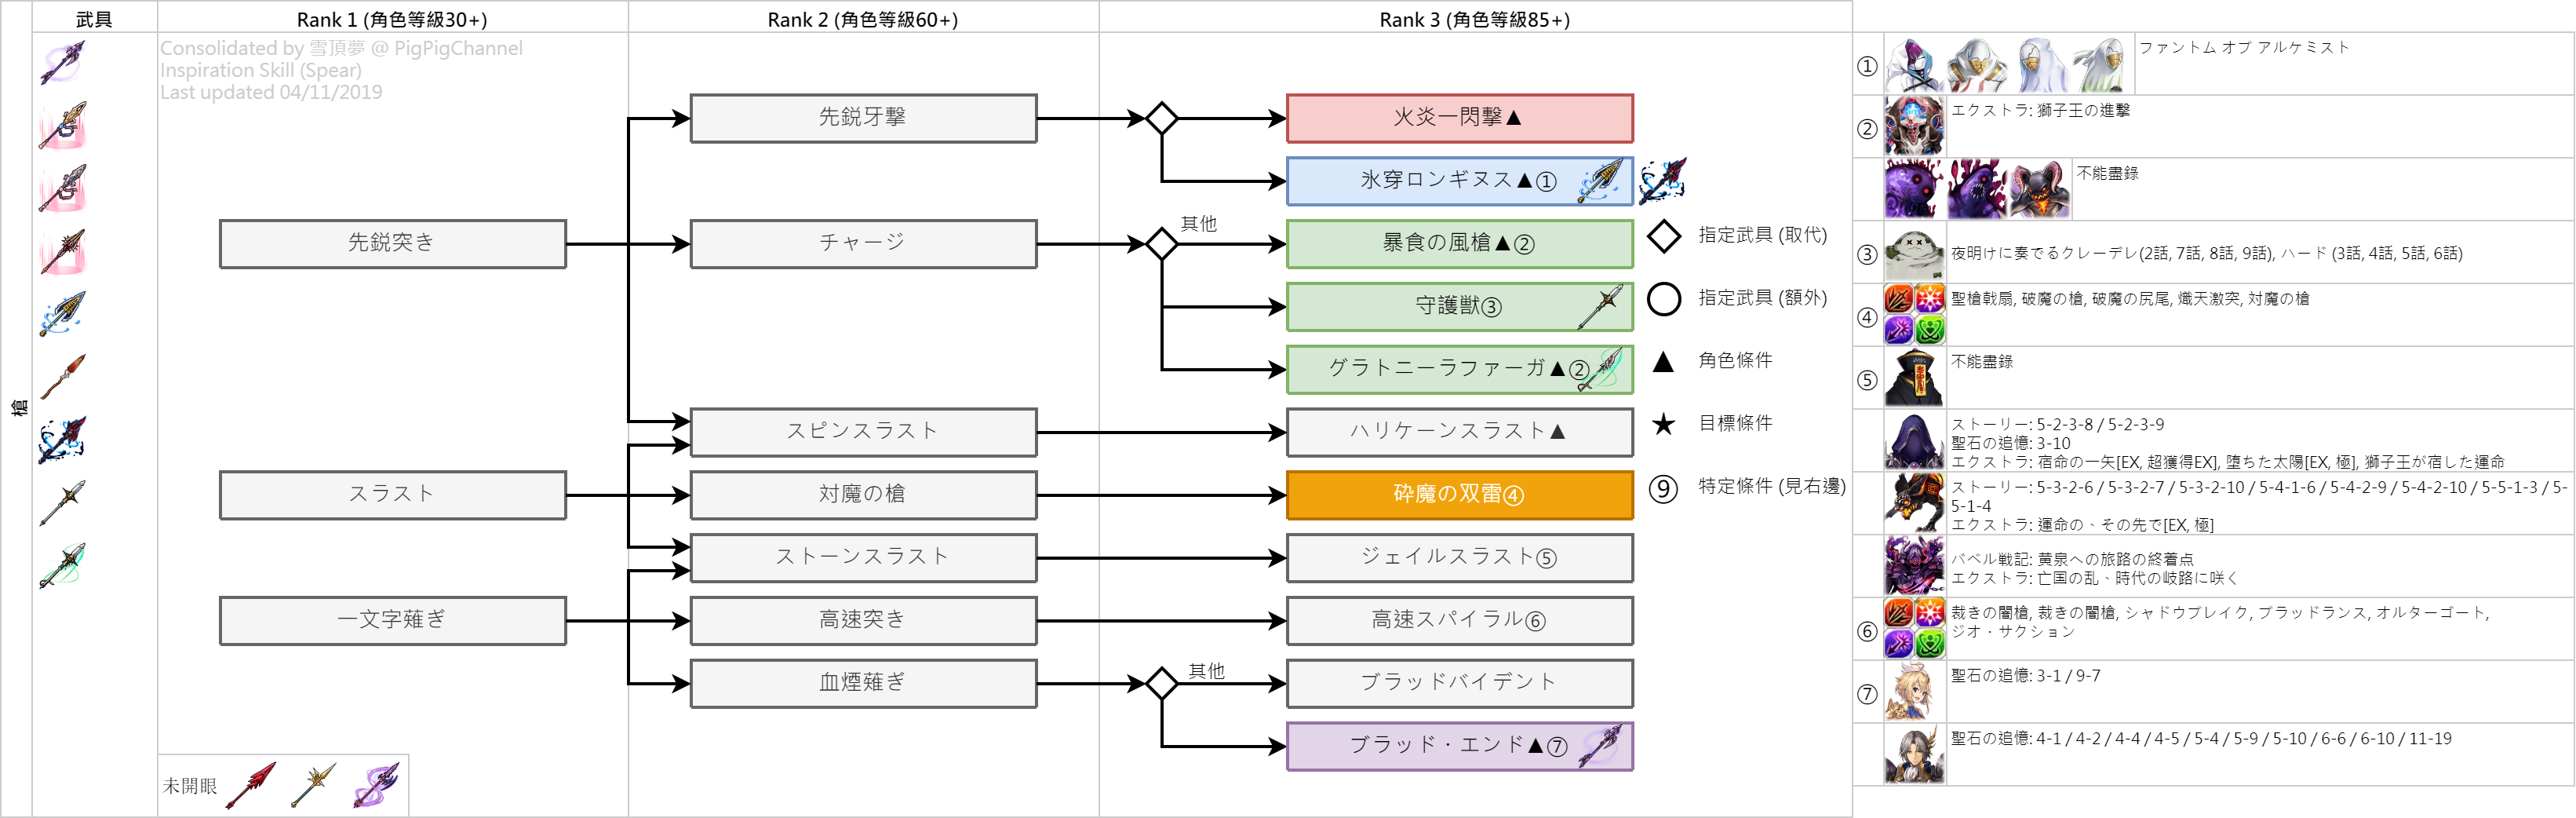 武具
Rank 1 (角色等級30+)
Rank 2 (角色等級60+)
Rank 3 (角色等級85+)
Consolidated by 雪頂夢 @ PigPigChannel
Inspiration Skill (Spear)
Last updated 04/11/2019
槍
先鋭突き
スラスト
一文字薙ぎ
先鋭牙撃
チャージ
スピンスラスト
対魔の槍
ストーンスラスト
高速突き
血煙薙ぎ
火炎一閃撃▲
氷穿ロンギヌス▲①
其他
暴食の風槍▲②
守護獣③
グラトニーラファーガ▲②
ハリケーンスラスト▲
砕魔の双雷④
ジェイルスラスト⑤
高速スパイラル⑥
其他
ブラッドバイデント
ブラッド・エンド▲⑦
未開眼
指定武具 (取代)
指定武具 (額外)
▲ 角色條件
★ 目標條件
⑨ 特定條件 (見右邊)
① ファントム オブ アルケミスト
② エクストラ: 獅子王の進撃
不能盡錄
③ 夜明けに奏でるクレーデレ(2話, 7話, 8話, 9話), ハード (3話, 4話, 5話, 6話)
④ 聖槍戟扇, 破魔の槍, 破魔の尻尾, 熾天激突, 対魔の槍
⑤ 不能盡錄
ストーリー: 5-2-3-8 / 5-2-3-9
聖石の追憶: 3-10
エクストラ: 宿命の一矢[EX, 超獲得EX], 堕ちた太陽[EX, 極], 獅子王が宿した運命
ストーリー: 5-3-2-6 / 5-3-2-7 / 5-3-2-10 / 5-4-1-6 / 5-4-2-9 / 5-4-2-10 / 5-5-1-3 / 5-
5-1-4
エクストラ: 運命の、その先で[EX, 極]
バベル戦記: 黄泉への旅路の終着点
エクストラ: 亡国の乱、時代の岐路に咲く
⑥ 裁きの闇槍, 裁きの闇槍, シャドウブレイク, ブラッドランス, オルターゴート,
ジオ・サクション
⑦ 聖石の追憶: 3-1 / 9-7
聖石の追憶: 4-1 / 4-2 / 4-4 / 4-5 / 5-4 / 5-9 / 5-10 / 6-6 / 6-10 / 11-19